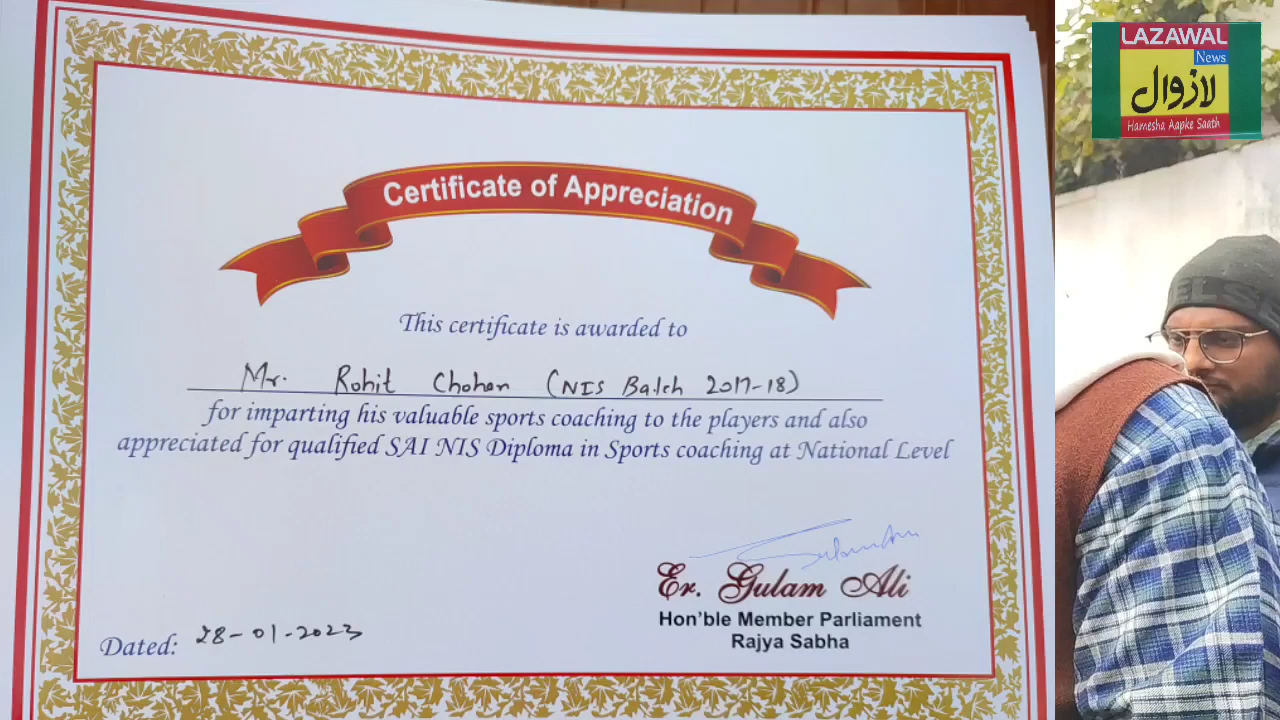 Certificate of Appreciation
This certificate is awarded to
Mr. Rohit Chohan (NIS Batch 2017-18)
for imparting his valuable sports coaching to the players and also
appreciated for qualified SAI NIS Diploma in Sports coaching at National Level
Er. Gulam Ali
Hon'ble Member Parliament
Rajya Sabha
Dated: 28-01-2023
LAZAWAL
News
لازوال
Hamesha Aapke Saath